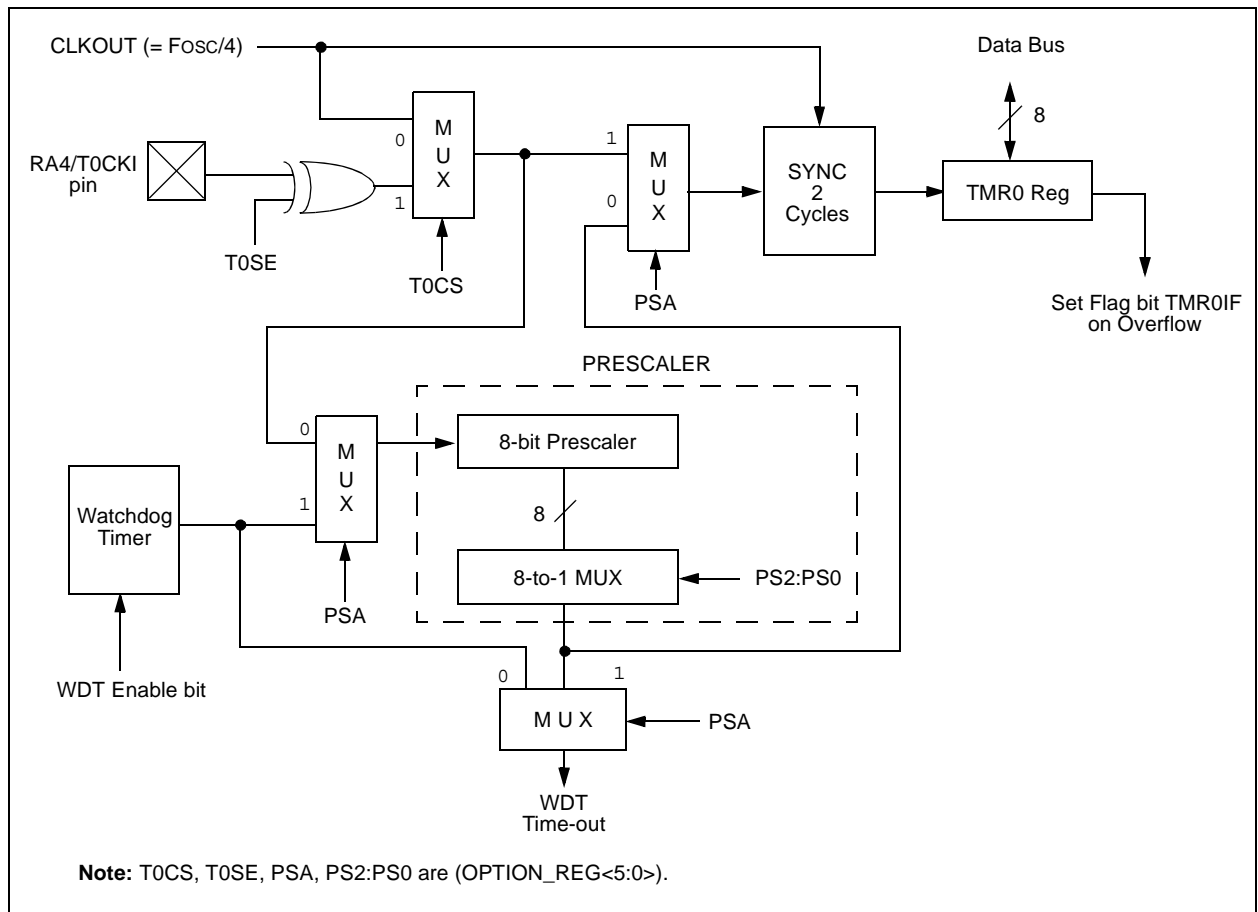 CLKOUT (= FOSC/4)
Data Bus
8
M
U
X
0
1
RA4/T0CKI
pin
T0SE
T0CS
1
0
M
U
X
PSA
SYNC
2
Cycles
TMR0 Reg
Set Flag bit TMR0IF
on Overflow
PRESCALER
0
1
M
U
X
PSA
8-bit Prescaler
8
8-to-1 MUX
PS2:PS0
Watchdog
Timer
WDT Enable bit
0
1
M U X
PSA
WDT
Time-out
Note: T0CS, T0SE, PSA, PS2:PS0 are (OPTION_REG<5:0>).